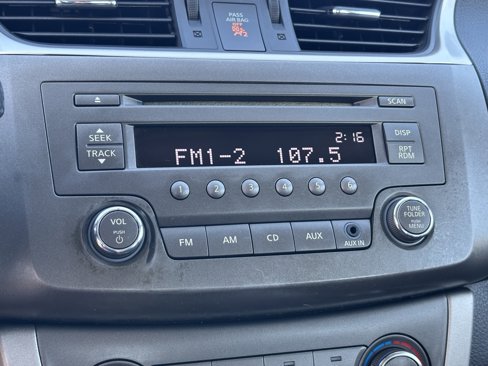 PASS
AIR BAG
OFF
SCAN
2:16
SEEK
TRACK
FM1-2 107.5
DISP
RPT
RDM
1 2 3 4 5 6
VOL
PUSH
TUNE
FOLDER
PUSH
MENU
FM AM CD AUX
AUX IN